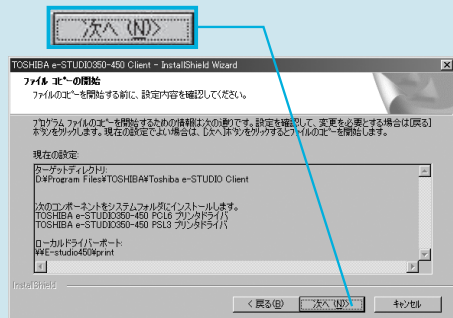 次へ(N)>
TOSHIBA e-STUDIO350-450 Client - InstallShield Wizard
ファイル コピーの開始
ファイルのコピーを開始する前に、設定内容を確認してください。
プログラム ファイルのコピーを開始するための情報は次の通りです。設定を確認して、変更を必要とする場合は[戻る]
ボタンをクリックします。現在の設定でよい場合は、[次へ]ボタンをクリックするとファイルのコピーを開始します。
現在の設定:
ターゲットディレクトリ:
D:¥Program Files¥TOSHIBA¥Toshiba e-STUDIO Client
次のコンポーネントをシステムフォルダにインストールします。
TOSHIBA e-STUDIO350-450 PCL6 プリンタドライバ
TOSHIBA e-STUDIO350-450 PSL3 プリンタドライバ
ローカルドライバーポート:
¥¥E-studio450¥print
InstallShield
< 戻る(B) 次へ(N)> キャンセル